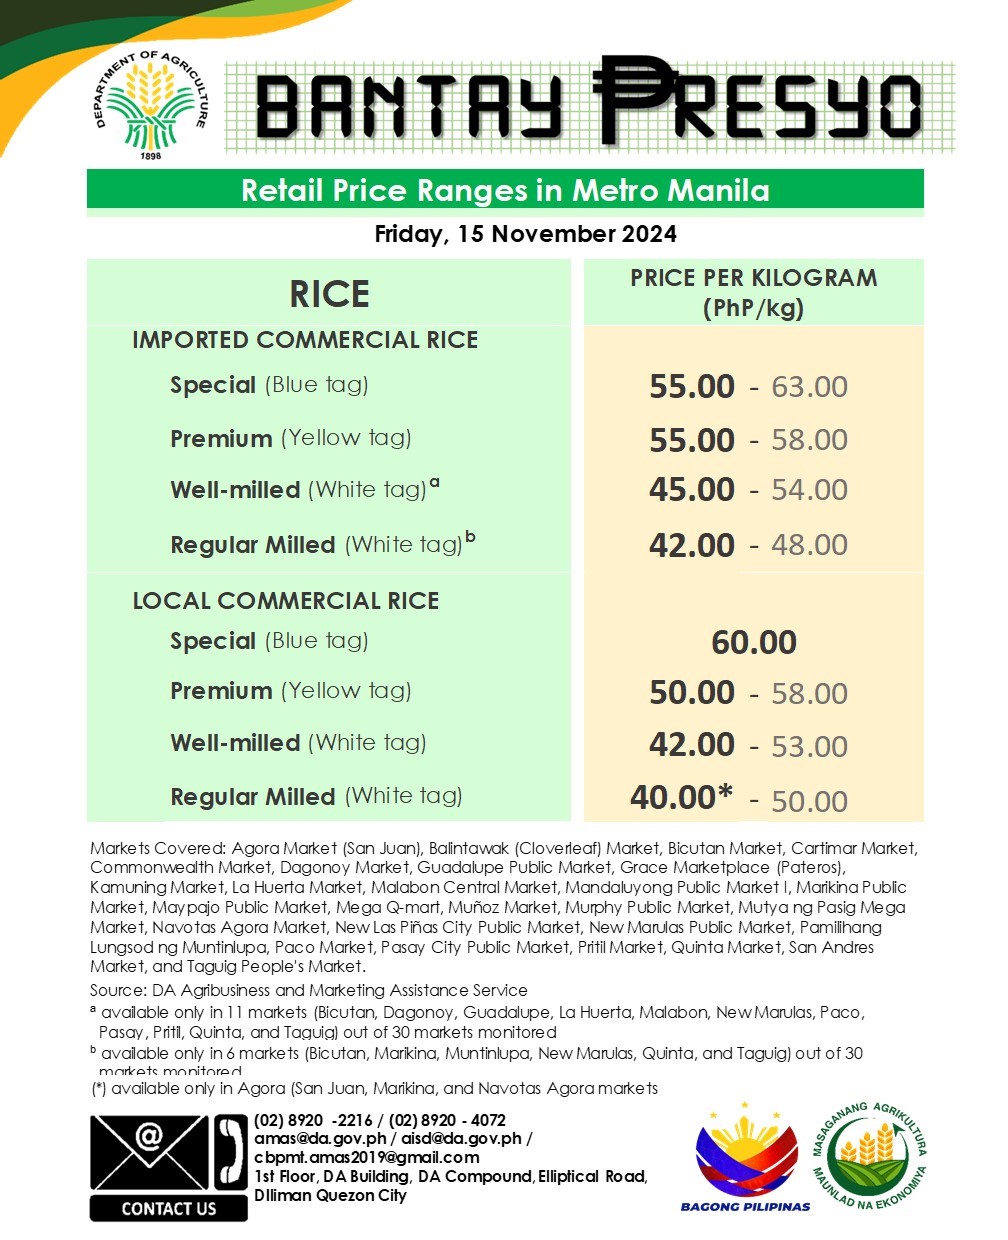 DEPARTMENT OF AGRICULTURE
1898
BANTAY PRESYO
Retail Price Ranges in Metro Manila
Friday, 15 November 2024
RICE
PRICE PER KILOGRAM
(PhP/kg)
IMPORTED COMMERCIAL RICE
Special (Blue tag) 55.00 - 63.00
Premium (Yellow tag) 55.00 - 58.00
Well-milled (White tag)ᵃ 45.00 - 54.00
Regular Milled (White tag)ᵇ 42.00 - 48.00
LOCAL COMMERCIAL RICE
Special (Blue tag) 60.00
Premium (Yellow tag) 50.00 - 58.00
Well-milled (White tag) 42.00 - 53.00
Regular Milled (White tag) 40.00* - 50.00
Markets Covered: Agora Market (San Juan), Balintawak (Cloverleaf) Market, Bicutan Market, Cartimar Market,
Commonwealth Market, Dagonoy Market, Guadalupe Public Market, Grace Marketplace (Pateros),
Kamuning Market, La Huerta Market, Malabon Central Market, Mandaluyong Public Market I, Marikina Public
Market, Maypajo Public Market, Mega Q-mart, Muñoz Market, Murphy Public Market, Mutya ng Pasig Mega
Market, Navotas Agora Market, New Las Piñas City Public Market, New Marulas Public Market, Pamilihang
Lungsod ng Muntinlupa, Paco Market, Pasay City Public Market, Pritil Market, Quinta Market, San Andres
Market, and Taguig People's Market.
Source: DA Agribusiness and Marketing Assistance Service
ᵃ available only in 11 markets (Bicutan, Dagonoy, Guadalupe, La Huerta, Malabon, New Marulas, Paco,
Pasay, Pritil, Quinta, and Taguig) out of 30 markets monitored
ᵇ available only in 6 markets (Bicutan, Marikina, Muntinlupa, New Marulas, Quinta, and Taguig) out of 30
markets monitored
(*) available only in Agora (San Juan, Marikina, and Navotas Agora markets
@
CONTACT US
(02) 8920 -2216 / (02) 8920 - 4072
amas@da.gov.ph / aisd@da.gov.ph /
cbpmt.amas2019@gmail.com
1st Floor, DA Building, DA Compound, Elliptical Road,
DIliman Quezon City
BAGONG PILIPINAS
MASAGANANG AGRIKULTURA
MAUNLAD NA EKONOMIYA